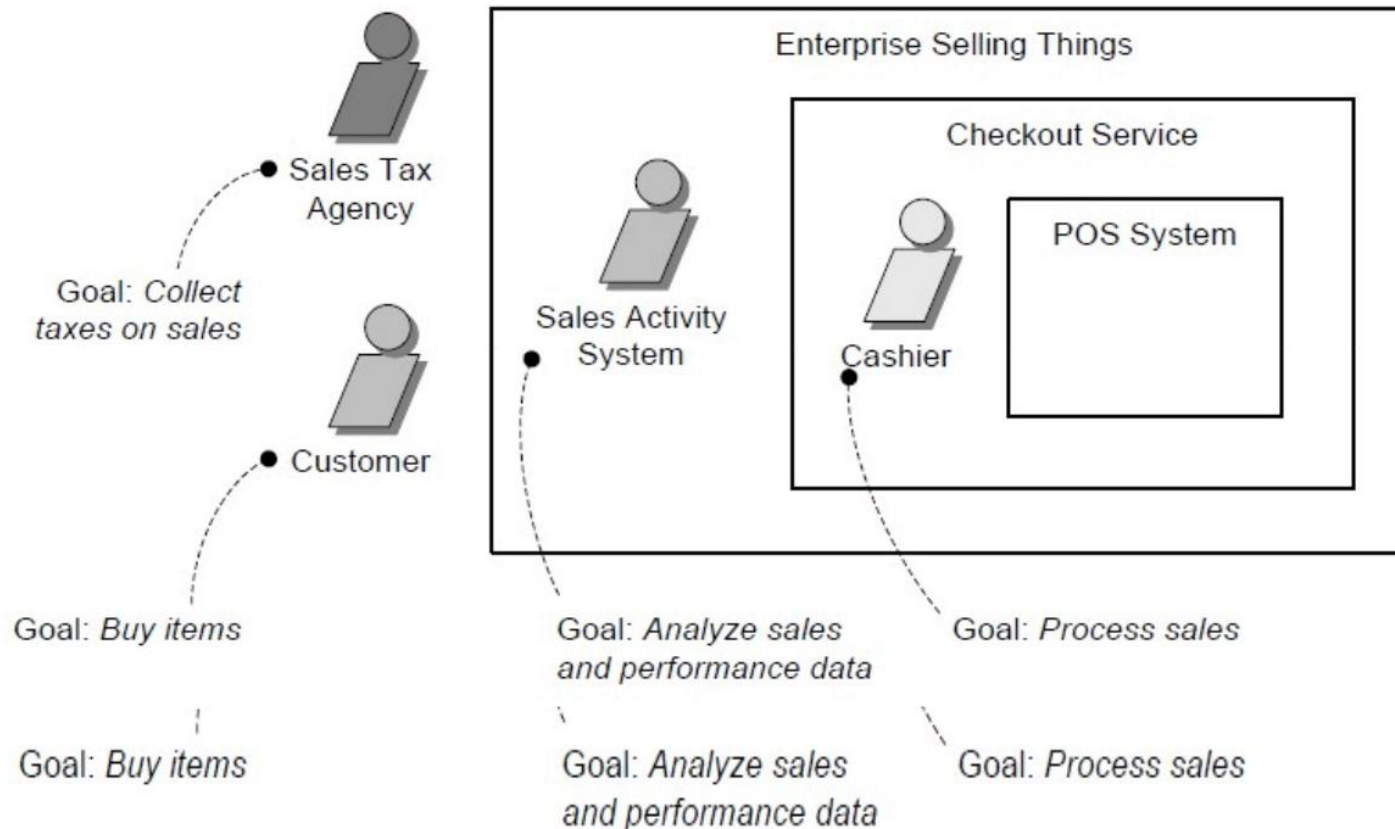 Enterprise Selling Things
Checkout Service
POS System
Sales Tax
Agency
Goal: Collect
taxes on sales
Sales Activity
System
Cashier
Customer
Goal: Buy items
Goal: Analyze sales
and performance data
Goal: Process sales
Goal: Buy items
Goal: Analyze sales
and performance data
Goal: Process sales